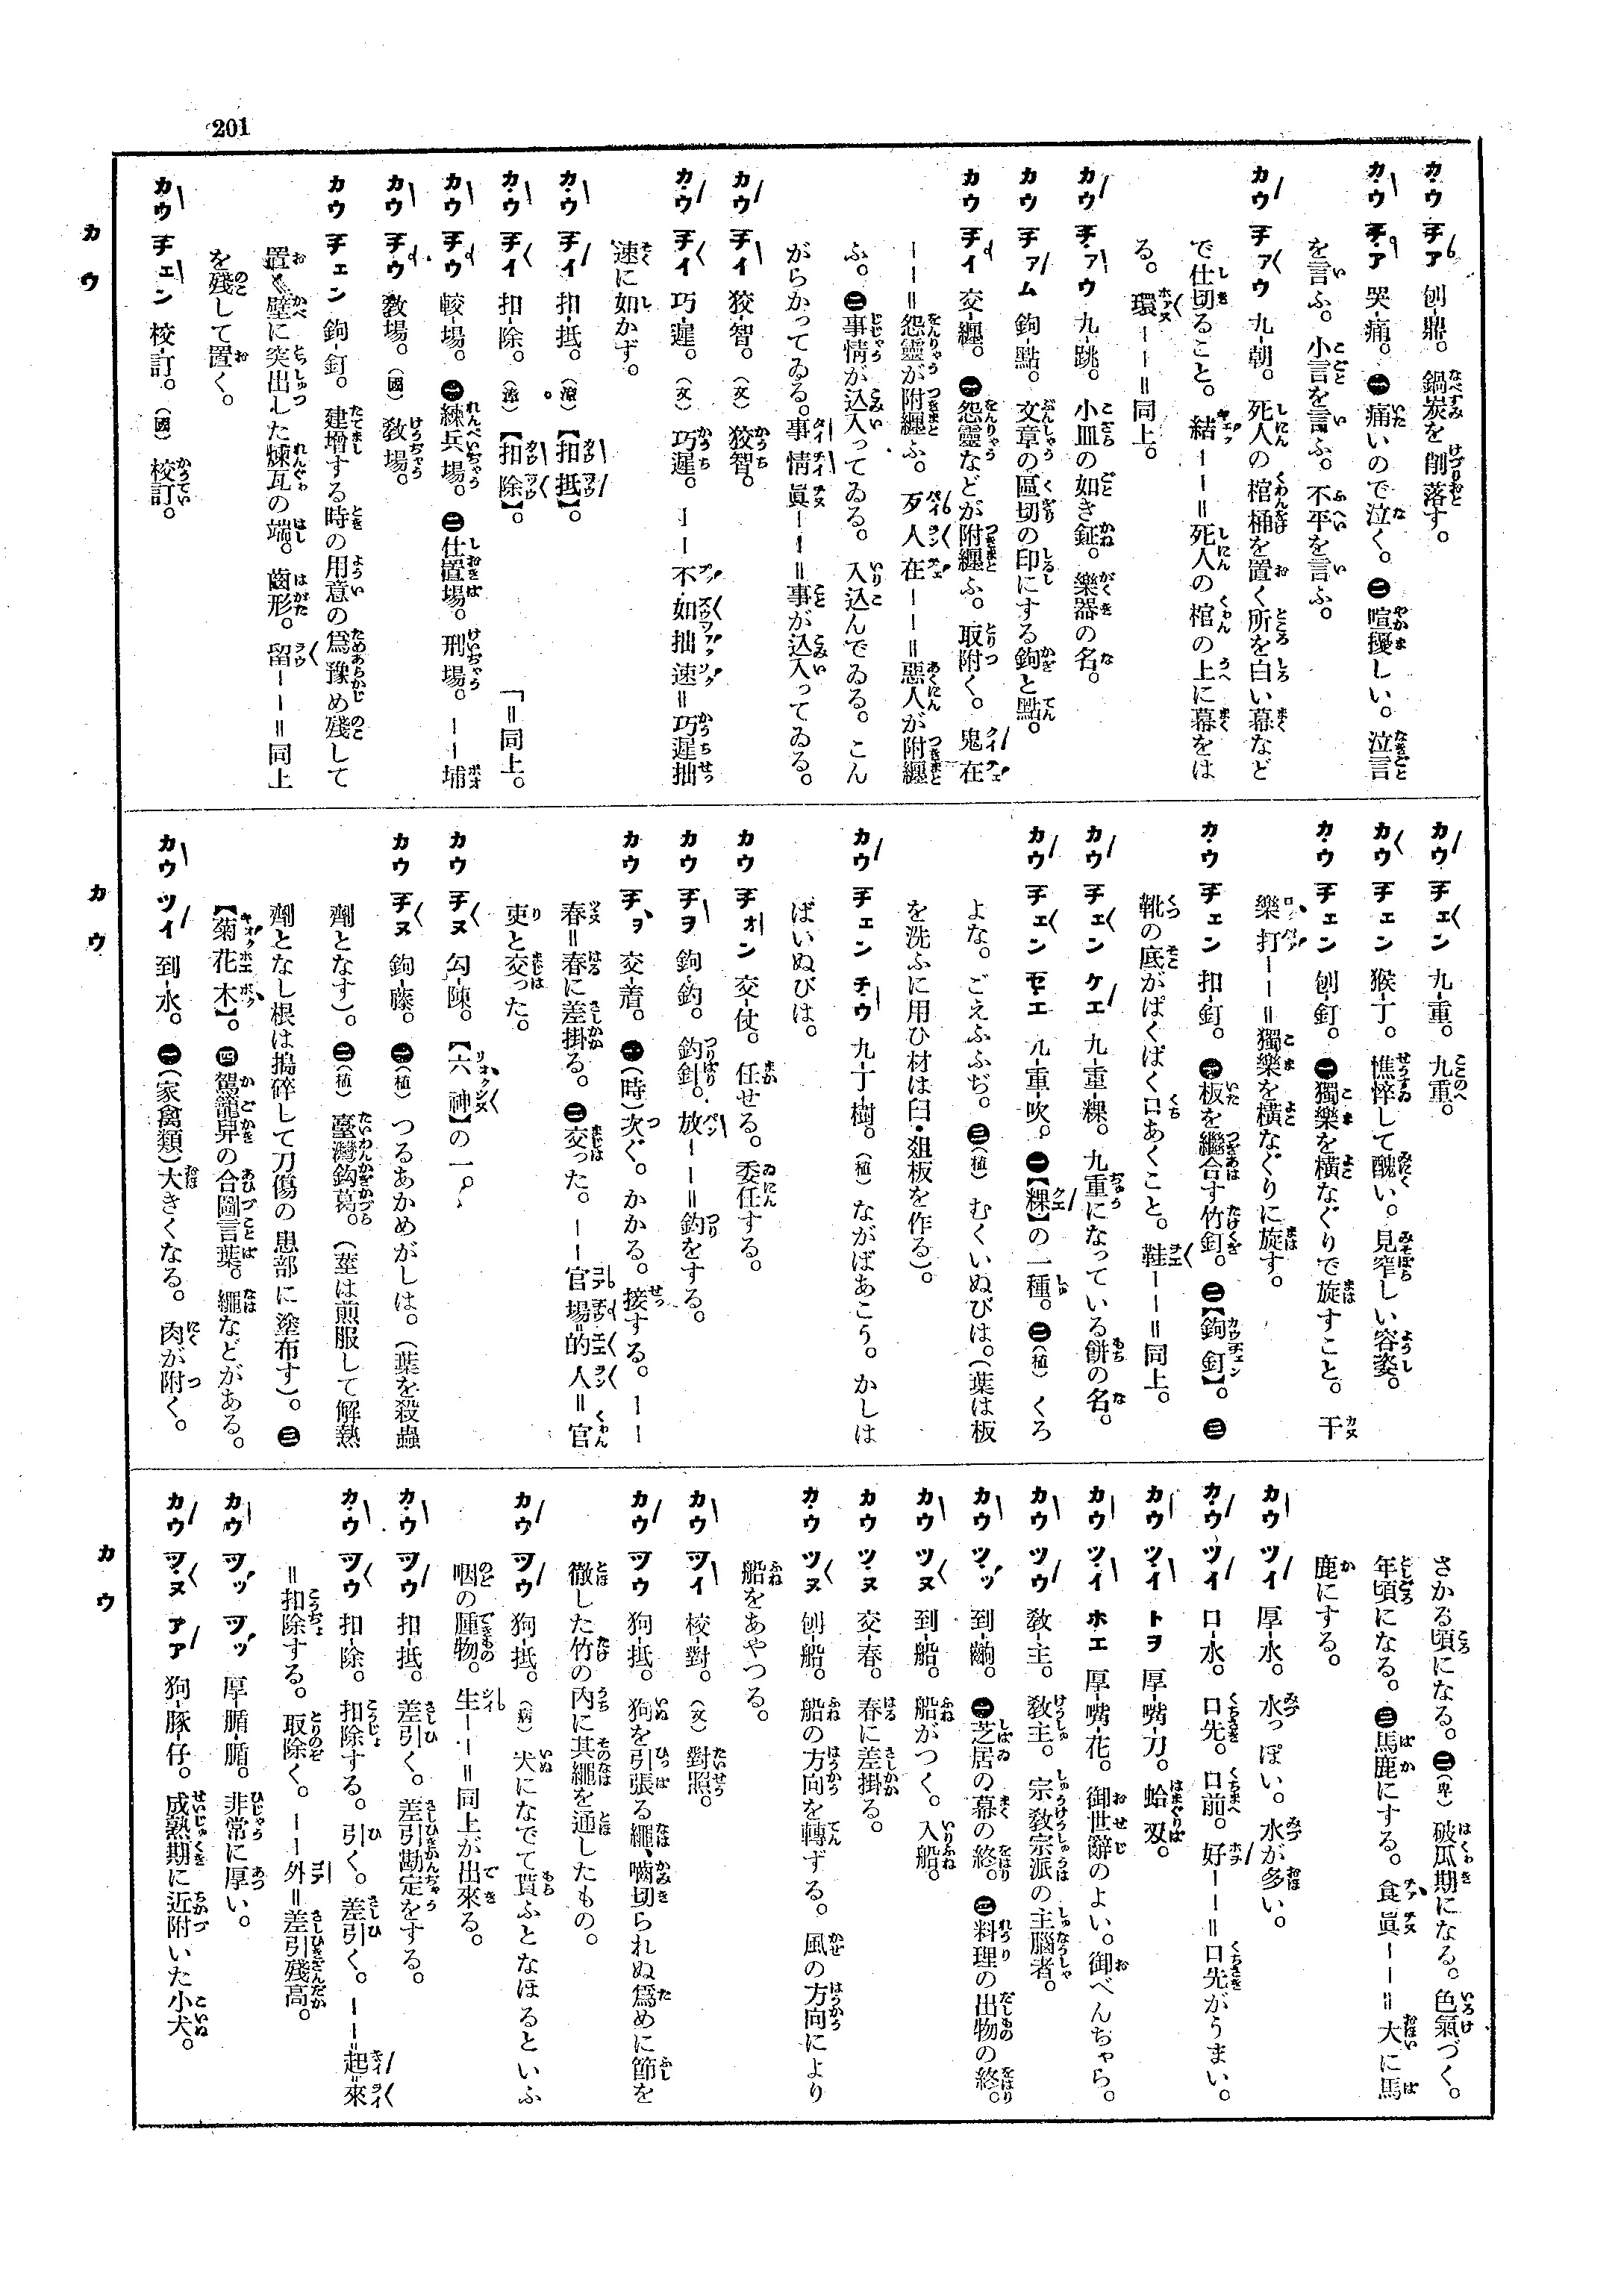 201
カウ チア 刨-鼎。 鍋炭を削落す。
カウ チア 哭-痛。 ㊀痛いので泣く。㊁喧擾しい。泣言
を言ふ。小言を言ふ。不平を言ふ。
カウ チァウ 九-朝。 死人の棺桶を置く所を白い幕など
で仕切ること。緒－－＝死人の棺の上に幕をは
る。環－－＝同上。
カウ チァウ 九-跳。 小皿の如き鉦。樂器の名。
カウ チァム 鉤-點。 文章の區切の印にする鉤と點。
カウ チイ 交-纏。 ㊀怨靈などが附纏ふ。取附く。鬼在
－－＝怨靈が附纏ふ。歹人在－－＝惡人が附纏
ふ。㊁事情が込入ってゐる。入込んでゐる。こん
がらかってゐる。事情眞－－＝事が込入ってゐる。
カウ チイ 狡-智。（文）狡智。
カウ チイ 巧-遲。（文）巧遲。－－不如拙速＝巧遲拙
速に如かず。
カウ チイ 扣-抵。（漳）【扣抵】。
カウ チイ 扣-除。（漳）【扣除】。
「＝同上。
カウ チウ 較-場。 ㊀練兵場。㊁仕置場。刑場。－－埔
カウ チウ 敎場。（國）敎場。
カウ チェン 鉤-釘。 建增する時の用意の爲豫め殘して
置く壁に突出した煉瓦の端。齒形。留－－＝同上
を殘して置く。
カウ チェン 校-訂。（國）校訂。
カウ
カウ チェン 九-重。 九重。
カウ チェン 猴-丁。 憔悴して醜い。見窄しい容姿。
カウ チェン 刨-釘。 ㊀獨樂を橫なぐりで旋すこと。干
樂打－－＝獨樂を橫なぐりに旋す。
カウ チェン 扣-釘。 ㊀板を繼合す竹釘。㊁【鉤釘】。㊂
靴の底がぱくぱく口あくこと。鞋－－＝同上。
カウ チェン ケエ 九-重-粿。 九重になっている餅の名。
カウ チェン セエ 九-重-吹。 ㊀【粿】の一種。㊁（植）くろ
よな。ごえふふぢ。㊂（植）むくいぬびは。（葉は板
を洗ふに用ひ材は臼・俎板を作る）。
カウ チェン チウ 九-丁-樹。（植）ながばあこう。かしは
ばいぬびは。
カウ チォン 交-仗。 任せる。委任する。
カウ チヲ 鉤-釣。 釣針。放－－＝釣をする。
カウ チヲ 交-着。 ㊀（時）次ぐ。かかる。接する。－－
春＝春に差掛る。㊁交った。－－官場的人＝官
吏と交った。
カウ チヌ 勾-陳。【六神】の一。
カウ チヌ 鉤-藤。 ㊀（植）つるあかめがしは。（葉を殺蟲
劑となす）。㊁（植）臺灣鉤葛。（莖は煎服して解熱
劑となし根は搗碎して刀傷の患部に塗布す）。㊂
【菊花木】。㊃駕籠舁の合圖言葉。繩などがある。
カウ ツイ 到-水。 ㊀（家禽類）大きくなる。肉が附く。
カウ
さかる頃になる。㊁（卑）破瓜期になる。色氣づく。
年頃になる。㊂馬鹿にする。食眞－－＝大に馬
鹿にする。
カウ ツイ 厚-水。 水っぽい。水が多い。
カウ ツイ 口-水。 口先。口前。好－－＝口先がうまい。
カウ ツイ トヲ 厚-嘴-刀。 蛤刄。
カウ ツイ ホエ 厚-嘴-花。 御世辭のよい。御べんちゃら。
カウ ツウ 敎-主。 敎主。宗敎宗派の主腦者。
カウ ツッ 到-齣。 ㊀芝居の幕の終。㊁料理の出物の終。
カウ ツヌ 到-船。 船がつく。入船。
カウ ツヌ 交-春。 春に差掛る。
カウ ツヌ 刨-船。 船の方向を轉ずる。風の方向により
船をあやつる。
カウ ツイ 校-對。（文）對照。
カウ ツウ 狗-抵。 狗を引張る繩、嚙切られぬ爲めに節を
徹した竹の內に其繩を通したもの。
カウ ツウ 狗-抵。（病）犬になでて貰ふとなほるといふ
咽の腫物。生－－＝同上が出來る。
カウ ツウ 扣-抵。 差引く。差引勘定をする。
カウ ツウ 扣-除。 扣除する。引く。差引く。－－起來
＝扣除する。取除く。－－外＝差引殘高。
カウ ツッ ツッ 厚-腯-腯。 非常に厚い。
カウ ツヌ アア 狗-豚-仔。 成熟期に近附いた小犬。
カウ